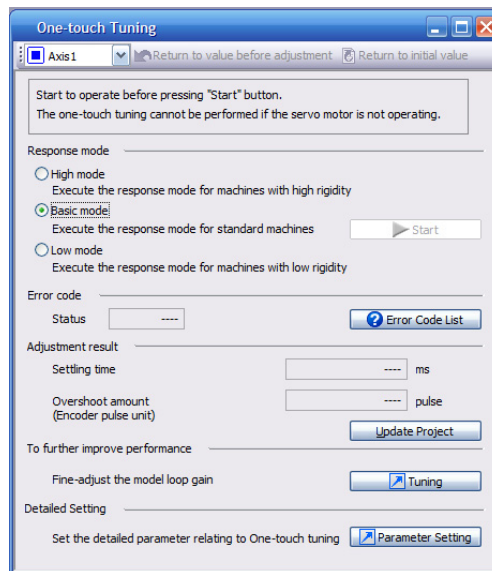 One-touch Tuning
Axis1 Return to value before adjustment Return to initial value
Start to operate before pressing "Start" button.
The one-touch tuning cannot be performed if the servo motor is not operating.
Response mode
High mode
Execute the response mode for machines with high rigidity
Basic mode
Execute the response mode for standard machines Start
Low mode
Execute the response mode for machines with low rigidity
Error code
Status ---- Error Code List
Adjustment result
Settling time ---- ms
Overshoot amount ---- pulse
(Encoder pulse unit)
Update Project
To further improve performance
Fine-adjust the model loop gain Tuning
Detailed Setting
Set the detailed parameter relating to One-touch tuning Parameter Setting